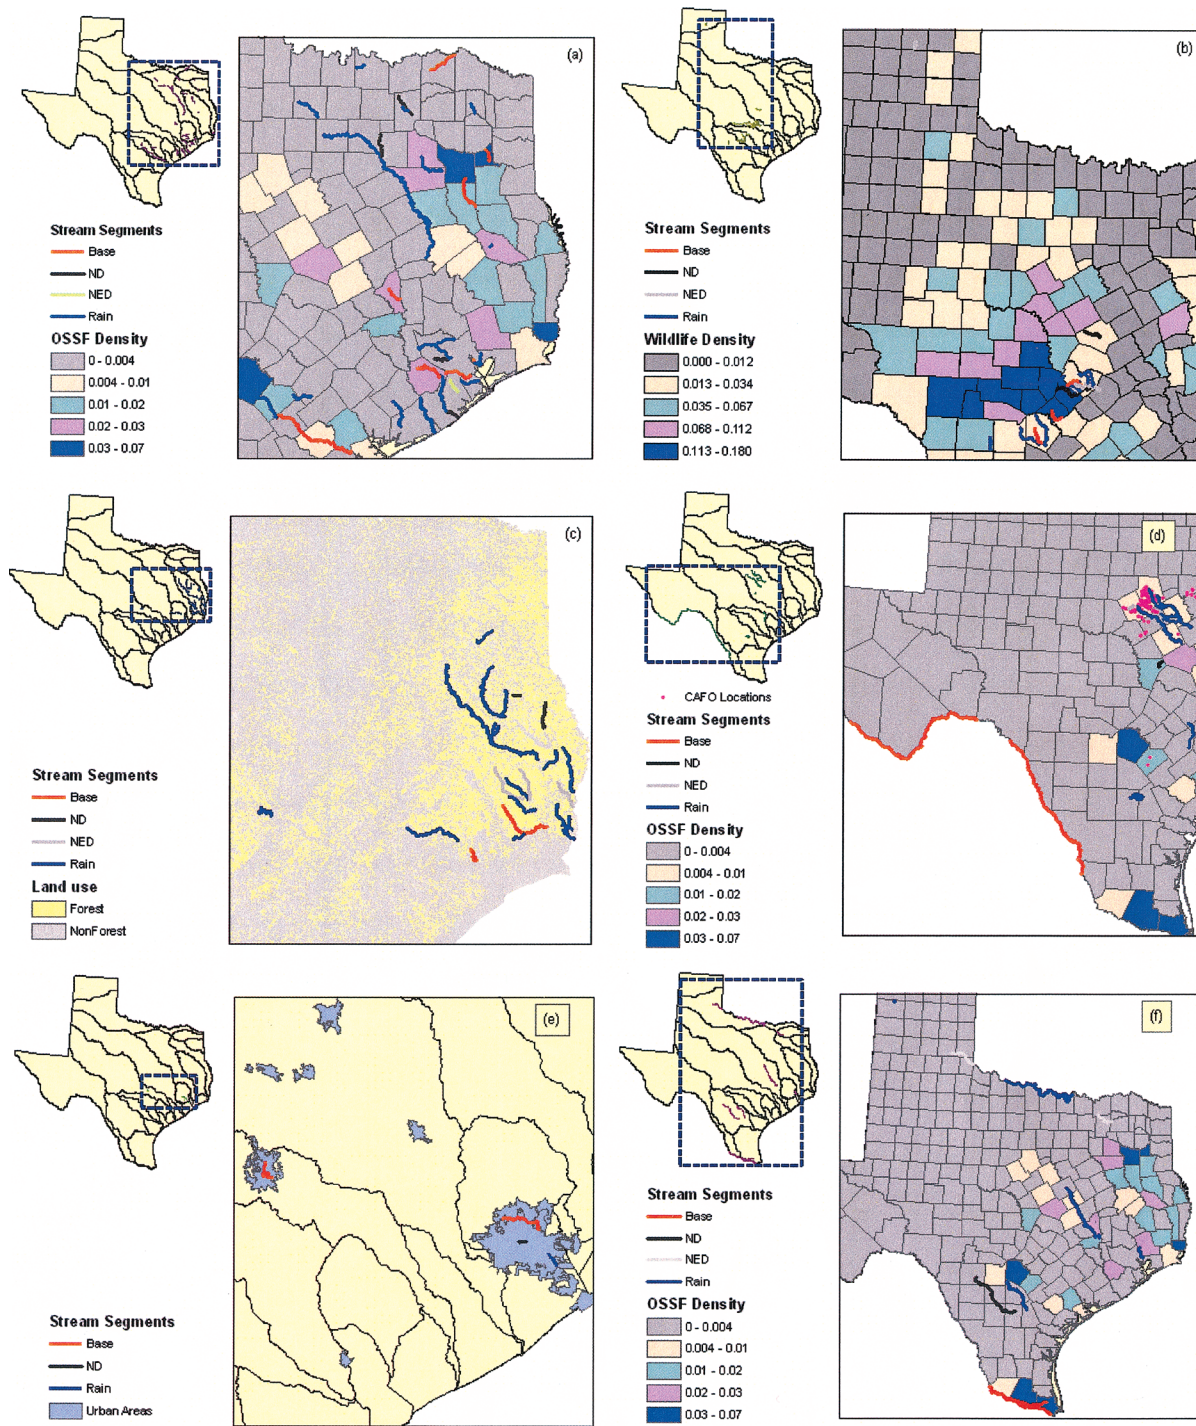 (a)
Stream Segments
Base
ND
NED
Rain
OSSF Density
0 - 0.004
0.004 - 0.01
0.01 - 0.02
0.02 - 0.03
0.03 - 0.07
(b)
Stream Segments
Base
ND
NED
Rain
Wildlife Density
0.000 - 0.012
0.013 - 0.034
0.035 - 0.067
0.068 - 0.112
0.113 - 0.180
(c)
Stream Segments
Base
ND
NED
Rain
Land use
Forest
NonForest
(d)
CAFO Locations
Stream Segments
Base
ND
NED
Rain
OSSF Density
0 - 0.004
0.004 - 0.01
0.01 - 0.02
0.02 - 0.03
0.03 - 0.07
(e)
Stream Segments
Base
ND
Rain
Urban Areas
(f)
Stream Segments
Base
ND
NED
Rain
OSSF Density
0 - 0.004
0.004 - 0.01
0.01 - 0.02
0.02 - 0.03
0.03 - 0.07